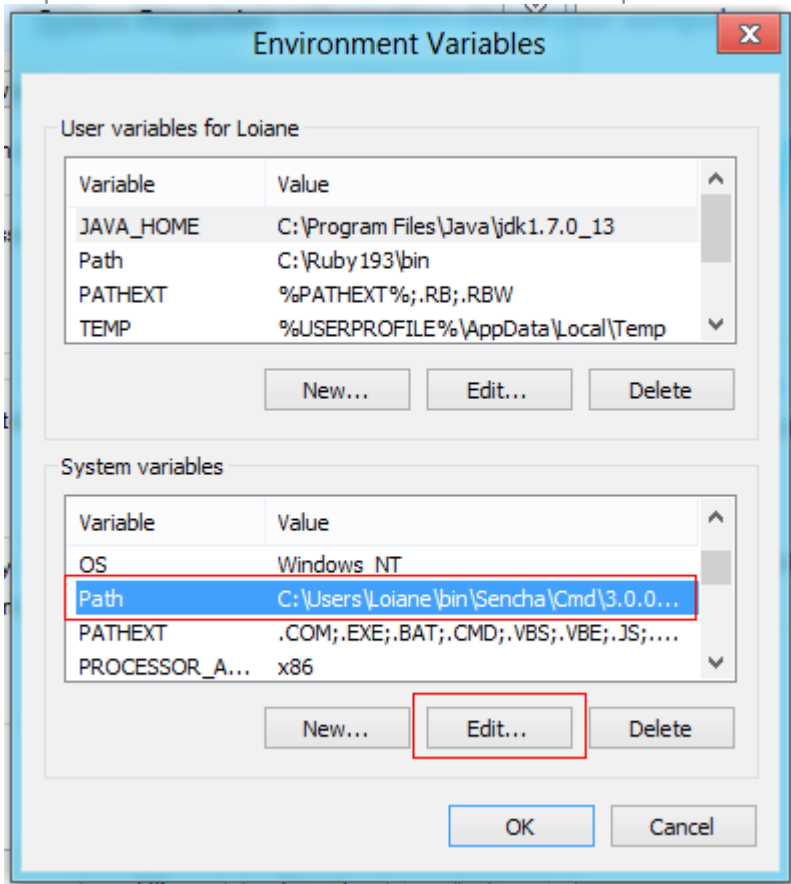 Environment Variables
User variables for Loiane
Variable Value
JAVA_HOME C:\Program Files\Java\jdk1.7.0_13
Path C:\Ruby193\bin
PATHEXT %PATHEXT%;.RB;.RBW
TEMP %USERPROFILE%\AppData\Local\Temp
New... Edit... Delete
System variables
Variable Value
OS Windows_NT
Path C:\Users\Loiane\bin\Sencha\Cmd\3.0.0...
PATHEXT .COM;.EXE;.BAT;.CMD;.VBS;.VBE;.JS;....
PROCESSOR_A... x86
New... Edit... Delete
OK Cancel